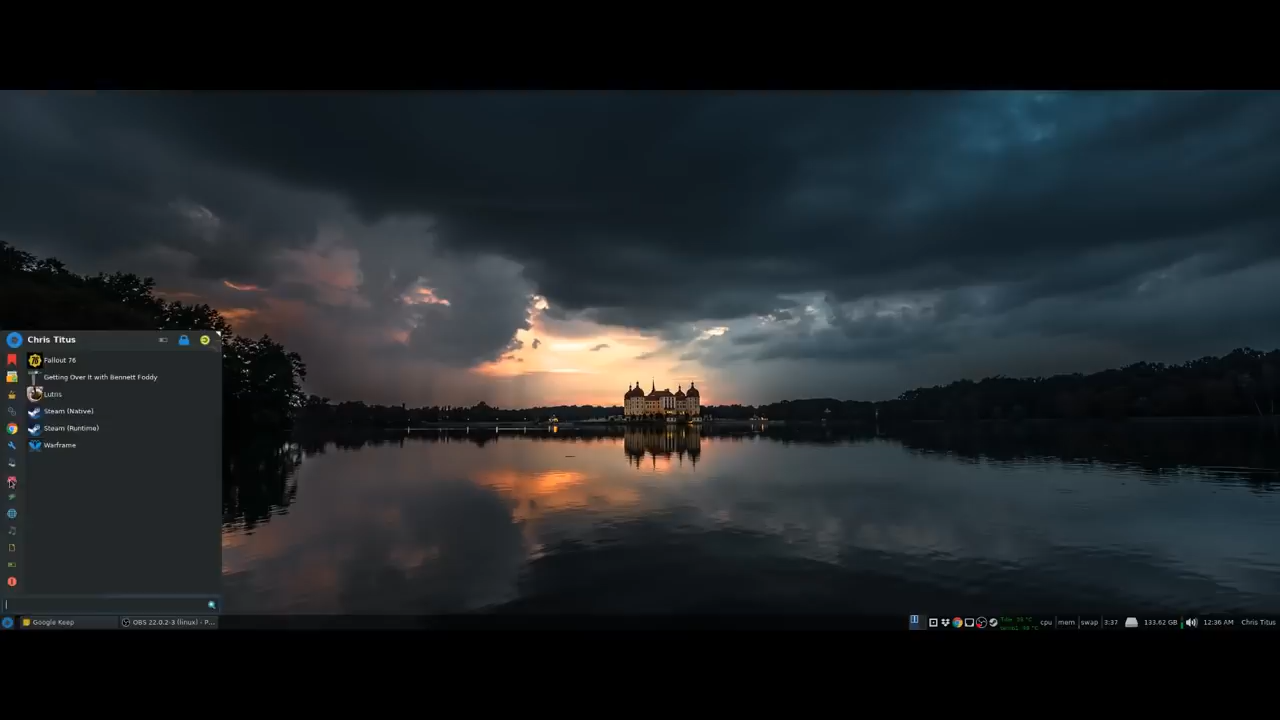 Chris Titus
Fallout 76
Getting Over It with Bennett Foddy
Lutris
Steam (Native)
Steam (Runtime)
Warframe
Google Keep
OBS 22.0.2-3 (linux) - P...
cpu
mem
swap
3:37
133.62 GB
12:36 AM
Chris Titus